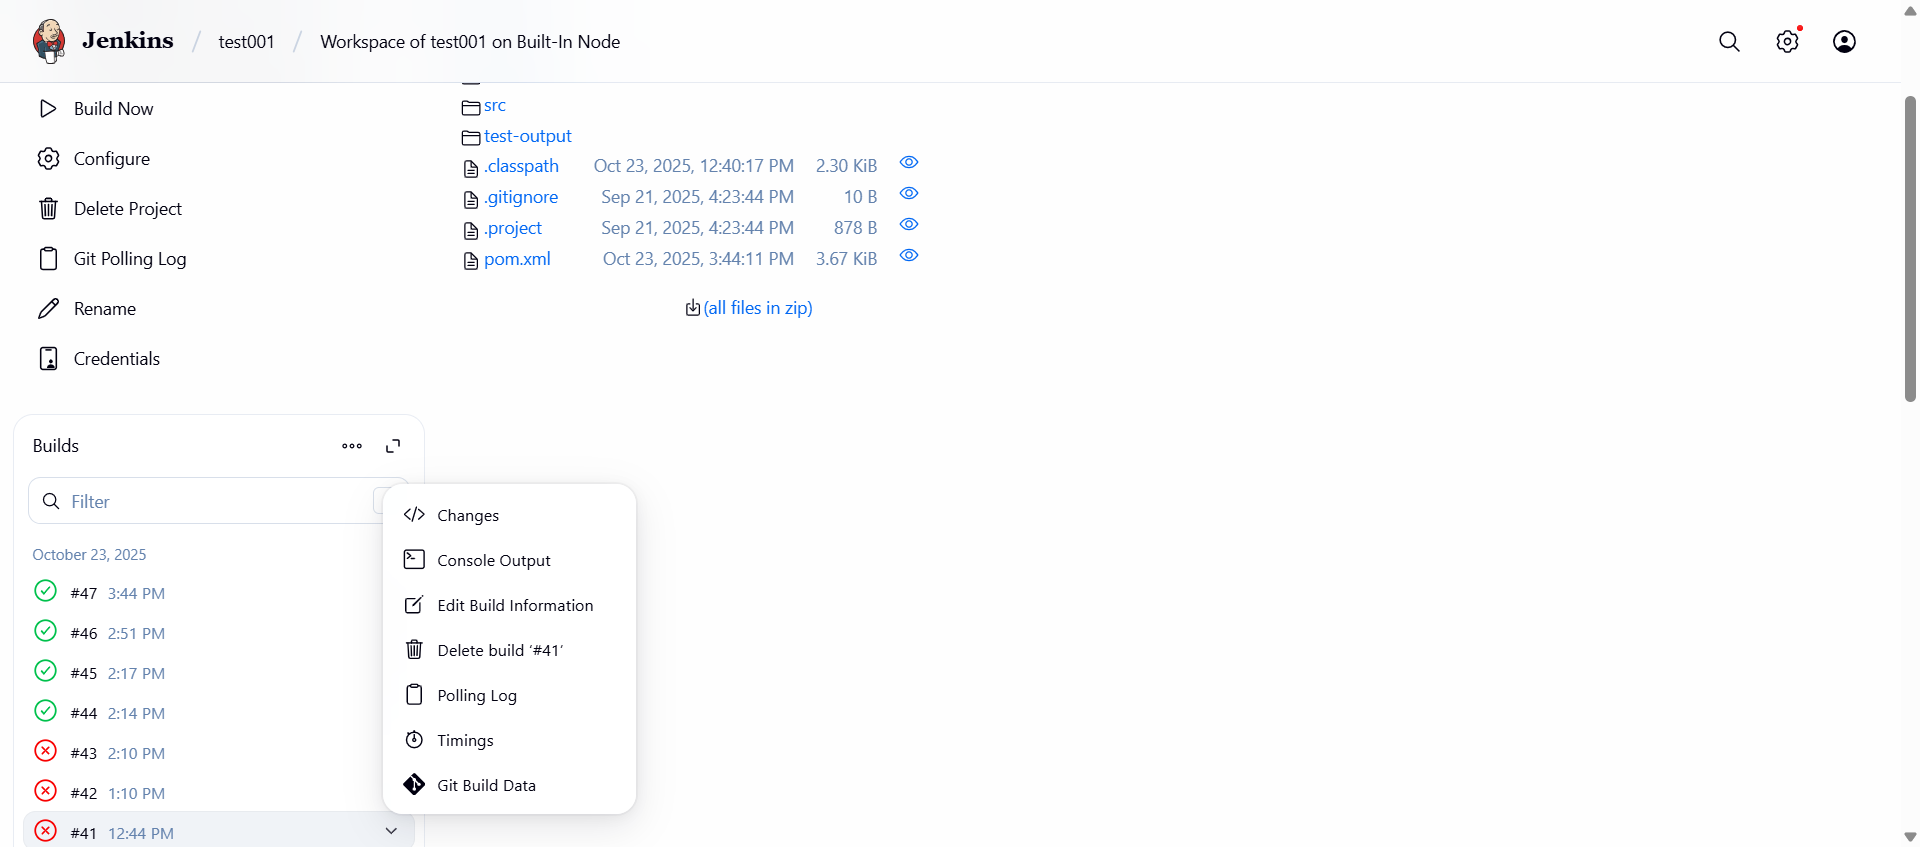 Jenkins / test001 / Workspace of test001 on Built-In Node
Build Now
Configure
Delete Project
Git Polling Log
Rename
Credentials
src
test-output
.classpath Oct 23, 2025, 12:40:17 PM 2.30 KiB
.gitignore Sep 21, 2025, 4:23:44 PM 10 B
.project Sep 21, 2025, 4:23:44 PM 878 B
pom.xml Oct 23, 2025, 3:44:11 PM 3.67 KiB
(all files in zip)
Builds
Filter
October 23, 2025
#47 3:44 PM
#46 2:51 PM
#45 2:17 PM
#44 2:14 PM
#43 2:10 PM
#42 1:10 PM
#41 12:44 PM
Changes
Console Output
Edit Build Information
Delete build ‘#41’
Polling Log
Timings
Git Build Data